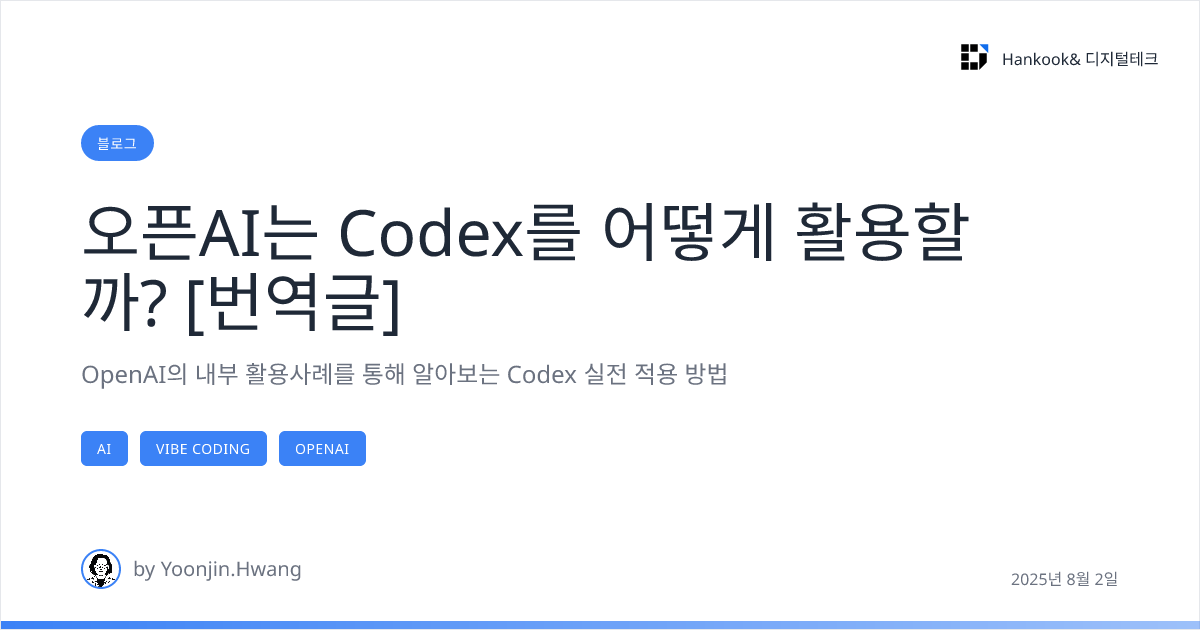 Hankook& 디지털테크
블로그
오픈AI는 Codex를 어떻게 활용할
까? [번역글]
OpenAI의 내부 활용사례를 통해 알아보는 Codex 실전 적용 방법
AI
VIBE CODING
OPENAI
by Yoonjin.Hwang
2025년 8월 2일